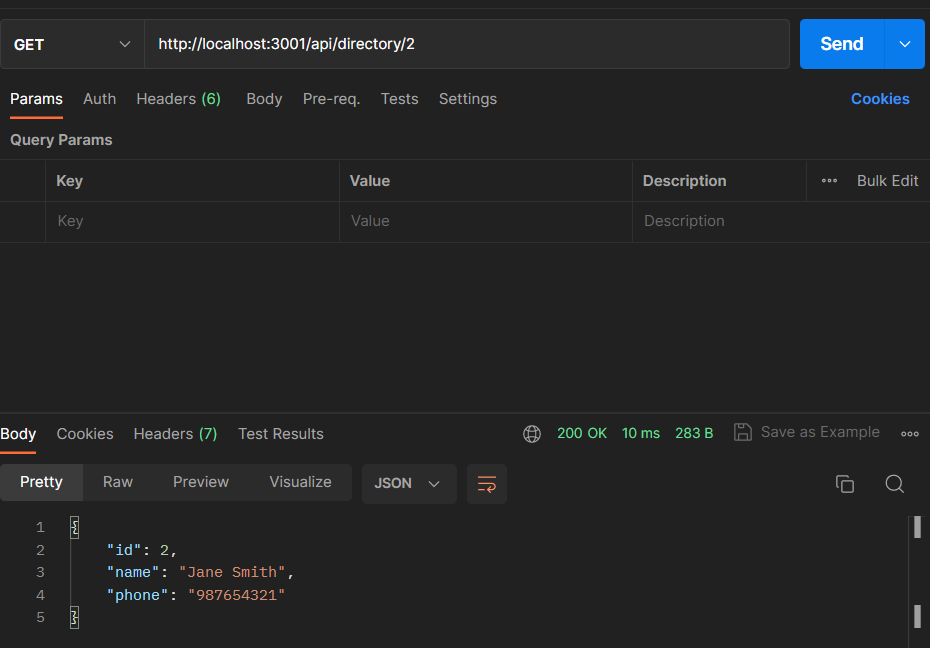 GET http://localhost:3001/api/directory/2 Send
Params Auth Headers (6) Body Pre-req. Tests Settings Cookies
Query Params
Key Value Description Bulk Edit
Key Value Description
Body Cookies Headers (7) Test Results 200 OK 10 ms 283 B Save as Example
Pretty Raw Preview Visualize JSON
1 {
2 "id": 2,
3 "name": "Jane Smith",
4 "phone": "987654321"
5 }